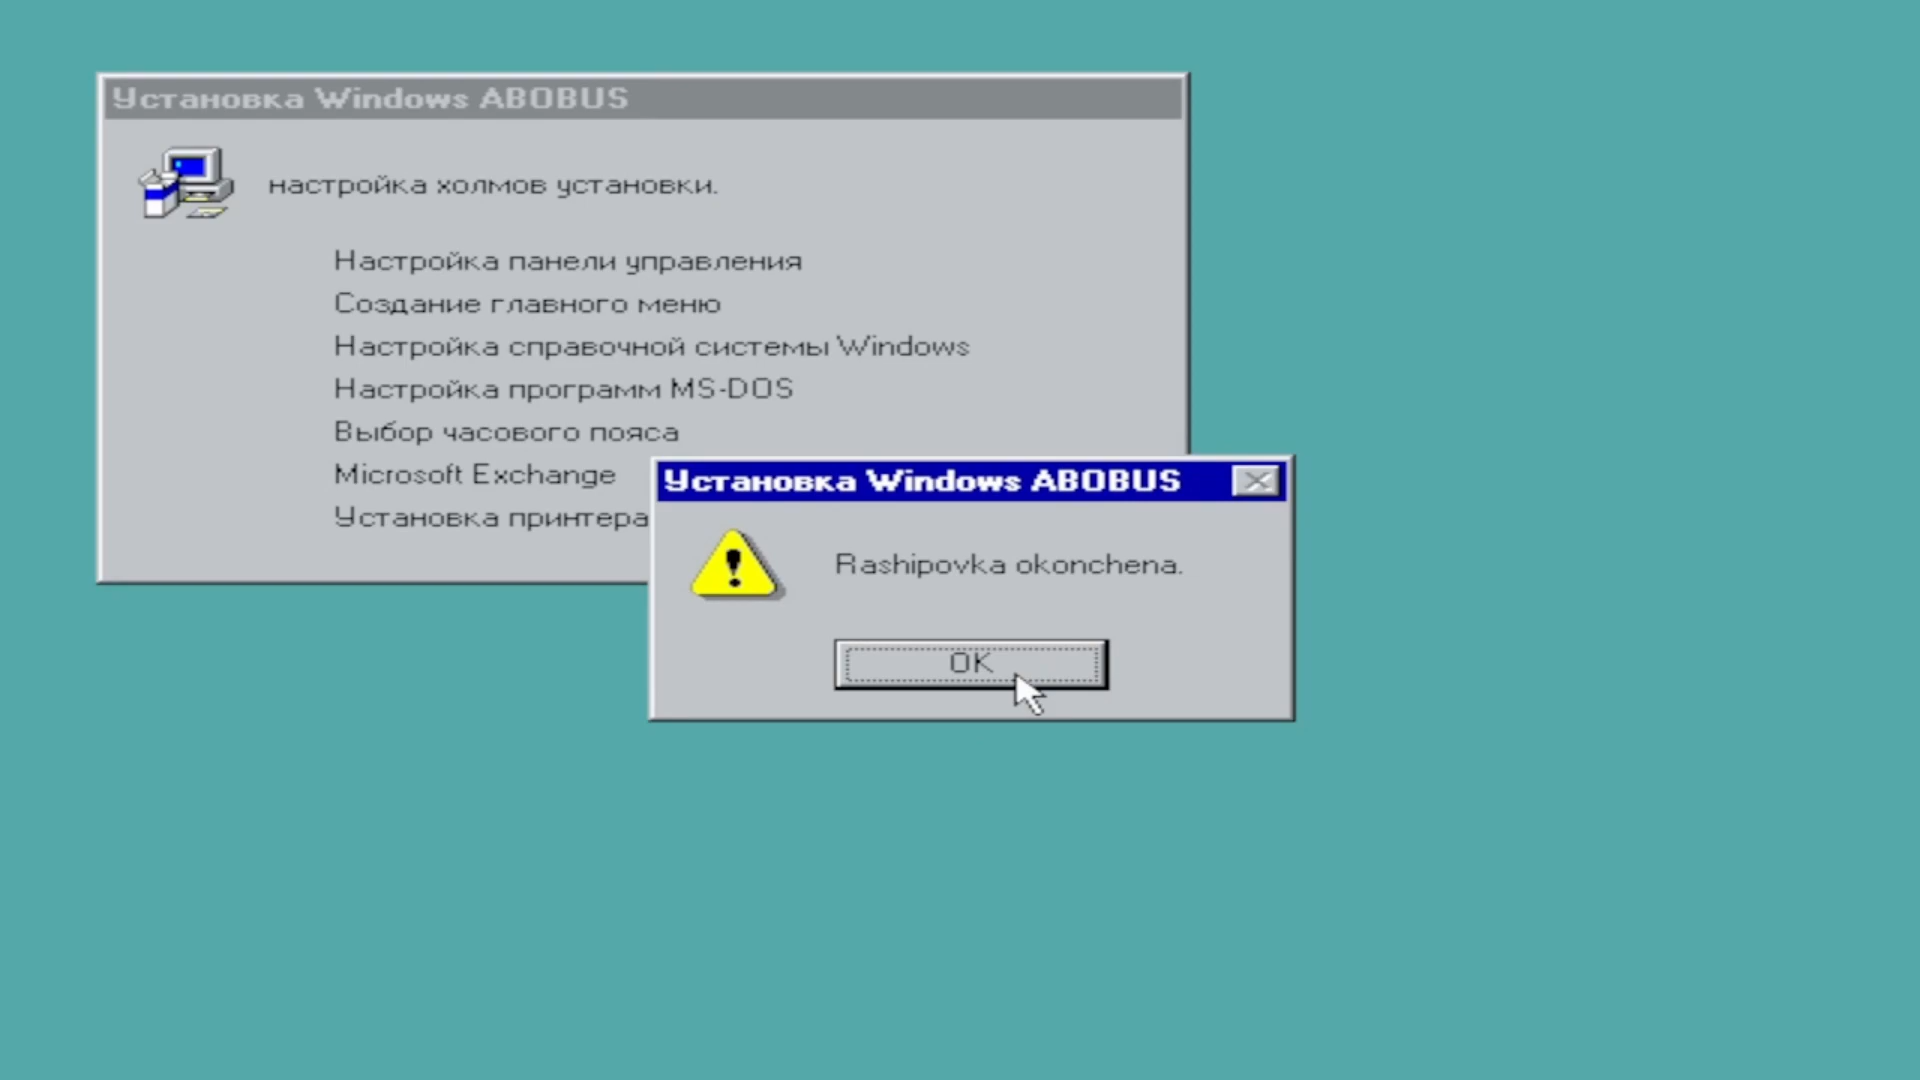 Установка Windows ABOBUS
настройка холмов установки.
Настройка панели управления
Создание главного меню
Настройка справочной системы Windows
Настройка программ MS-DOS
Выбор часового пояса
Microsoft Exchange
Установка принтера
Установка Windows ABOBUS
Rashipovka okonchena.
OK